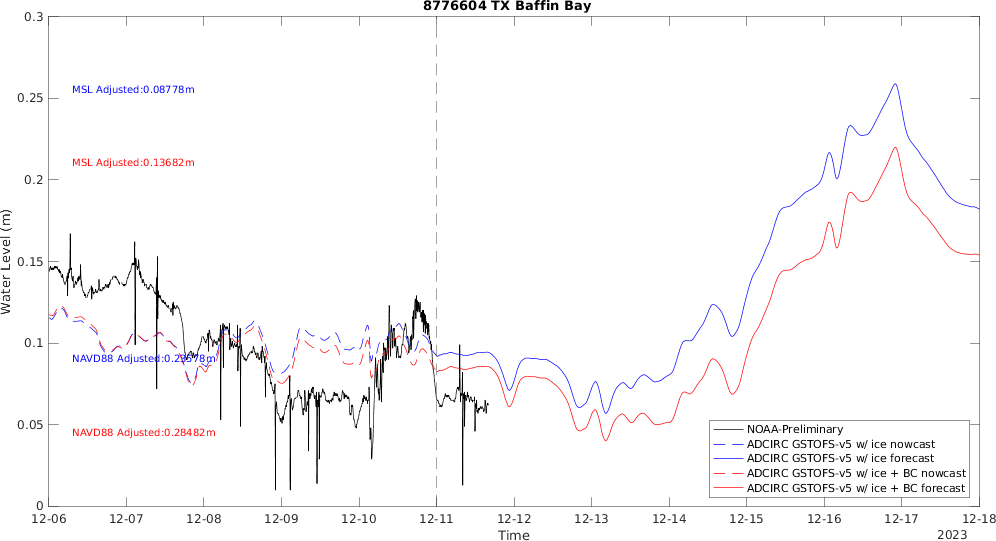 8776604 TX Baffin Bay
0.3
0.25
0.2
0.15
0.1
0.05
0
Water Level (m)
MSL Adjusted:0.08778m
MSL Adjusted:0.13682m
NAVD88 Adjusted:0.23578m
NAVD88 Adjusted:0.28482m
NOAA-Preliminary
ADCIRC GSTOFS-v5 w/ ice nowcast
ADCIRC GSTOFS-v5 w/ ice forecast
ADCIRC GSTOFS-v5 w/ ice + BC nowcast
ADCIRC GSTOFS-v5 w/ ice + BC forecast
12-06 12-07 12-08 12-09 12-10 12-11 12-12 12-13 12-14 12-15 12-16 12-17 12-18
Time
2023